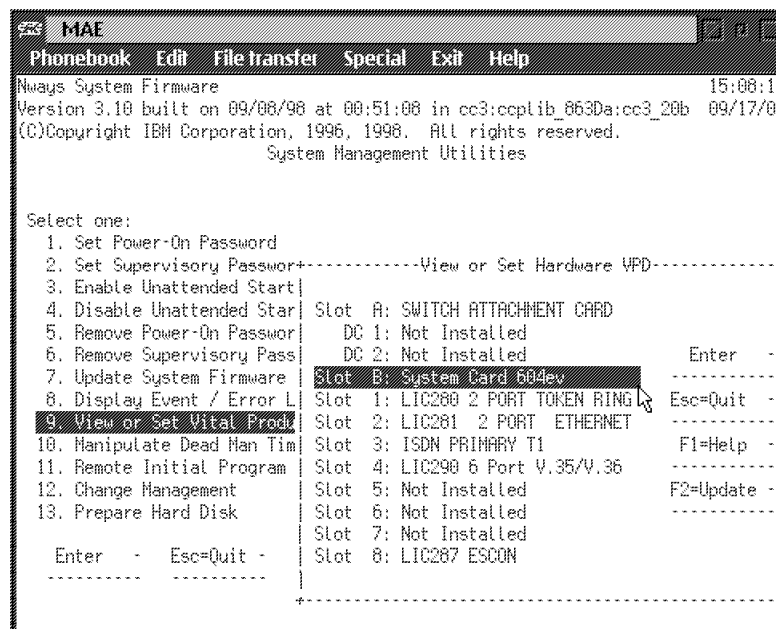 MAE
Phonebook Edit File transfer Special Exit Help
Nways System Firmware 15:08:1
Version 3.10 built on 09/08/98 at 00:51:08 in cc3:ccplib_863Da:cc3_20b 09/17/0
(C)Copyright IBM Corporation, 1996, 1998. All rights reserved.
System Management Utilities
Select one:
1. Set Power-On Password
2. Set Supervisory Passwor+------------View or Set Hardware VPD------------
3. Enable Unattended Start|
4. Disable Unattended Star| Slot A: SWITCH ATTACHMENT CARD
5. Remove Power-On Passwor| DC 1: Not Installed
6. Remove Supervisory Pass| DC 2: Not Installed Enter -
7. Update System Firmware | Slot B: System Card 604ev ----------
8. Display Event / Error L| Slot 1: LIC280 2 PORT TOKEN RING Esc=Quit -
9. View or Set Vital Produ Slot 2: LIC281 2 PORT ETHERNET ----------
10. Manipulate Dead Man Tim| Slot 3: ISDN PRIMARY T1 F1=Help -
11. Remote Initial Program | Slot 4: LIC290 6 Port V.35/V.36 ----------
12. Change Management | Slot 5: Not Installed F2=Update -
13. Prepare Hard Disk | Slot 6: Not Installed ----------
| Slot 7: Not Installed
Enter - Esc=Quit - | Slot 8: LIC287 ESCON
---------- ---------- |
+------------------------------------------------